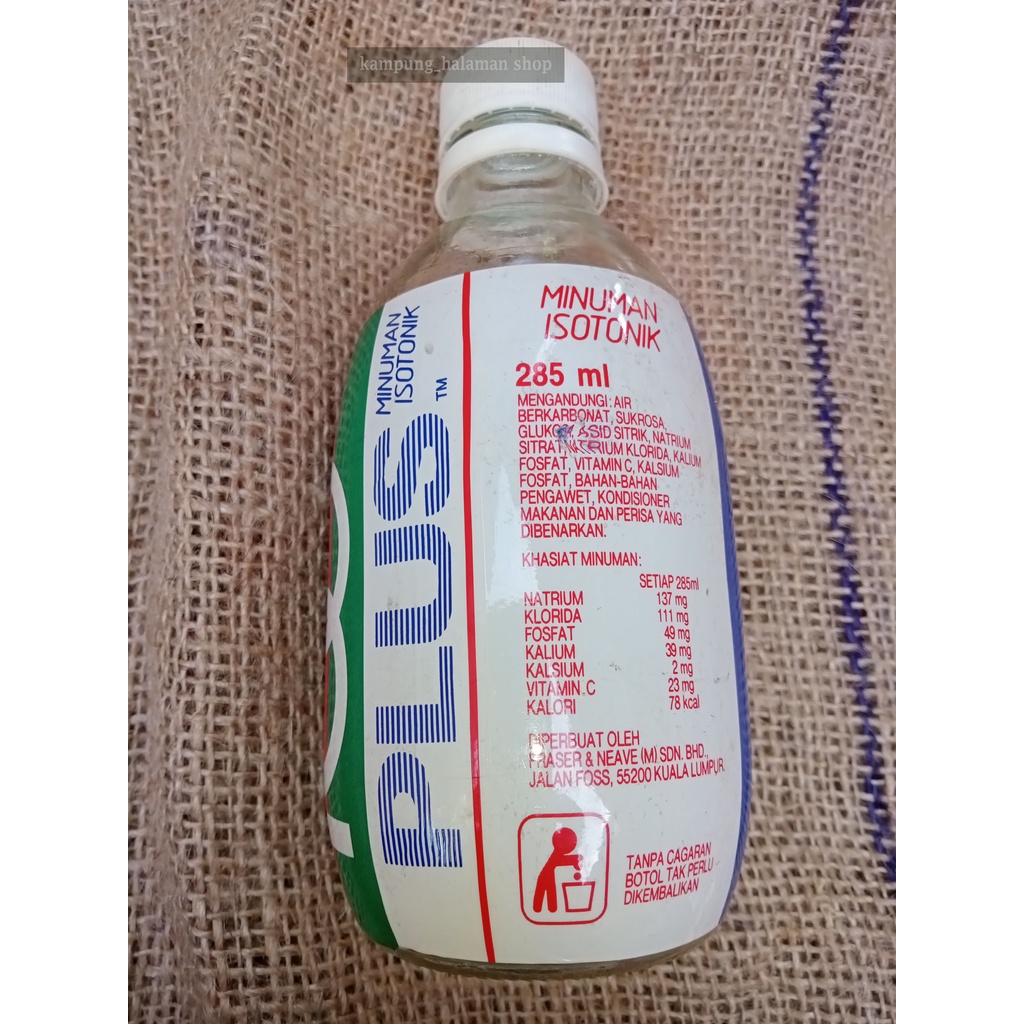 kampung_halaman shop
MINUMAN
ISOTONIK
PLUS™
MINUMAN
ISOTONIK
285 ml
MENGANDUNGI : AIR
BERKARBONAT, SUKROSA,
ASID SITRIK, NATRIUM
KLORIDA, KALIUM
FOSFAT, VITAMIN C, KALSIUM
FOSFAT, BAHAN-BAHAN
PENGAWET, KONDISIONER
MAKANAN DAN PERISA YANG
DIBENARKAN.
KHASIAT MINUMAN :
SETIAP 285ml
NATRIUM 137 mg
KLORIDA 111 mg
FOSFAT 49 mg
KALIUM 39 mg
KALSIUM 2 mg
VITAMIN C 23 mg
KALORI 78 kcal
DIPERBUAT OLEH
FRASER & NEAVE (M) SDN. BHD.,
JALAN FOSS, 55200 KUALA LUMPUR.
TANPA CAGARAN
BOTOL TAK PERLU
DIKEMBALIKAN